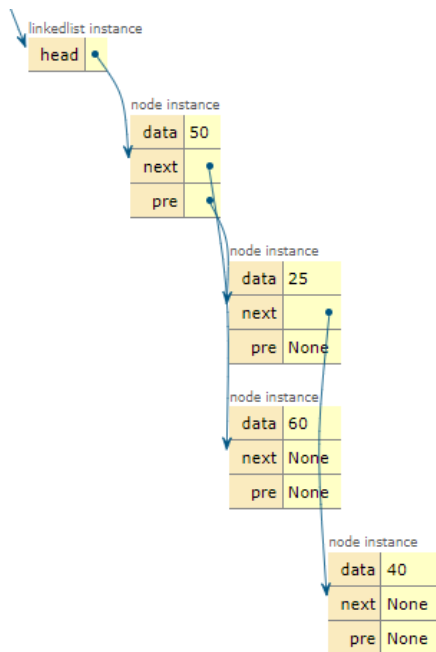 linkedlist instance
head
node instance
data 50
next
pre
node instance
data 25
next
pre None
node instance
data 60
next None
pre None
node instance
data 40
next None
pre None